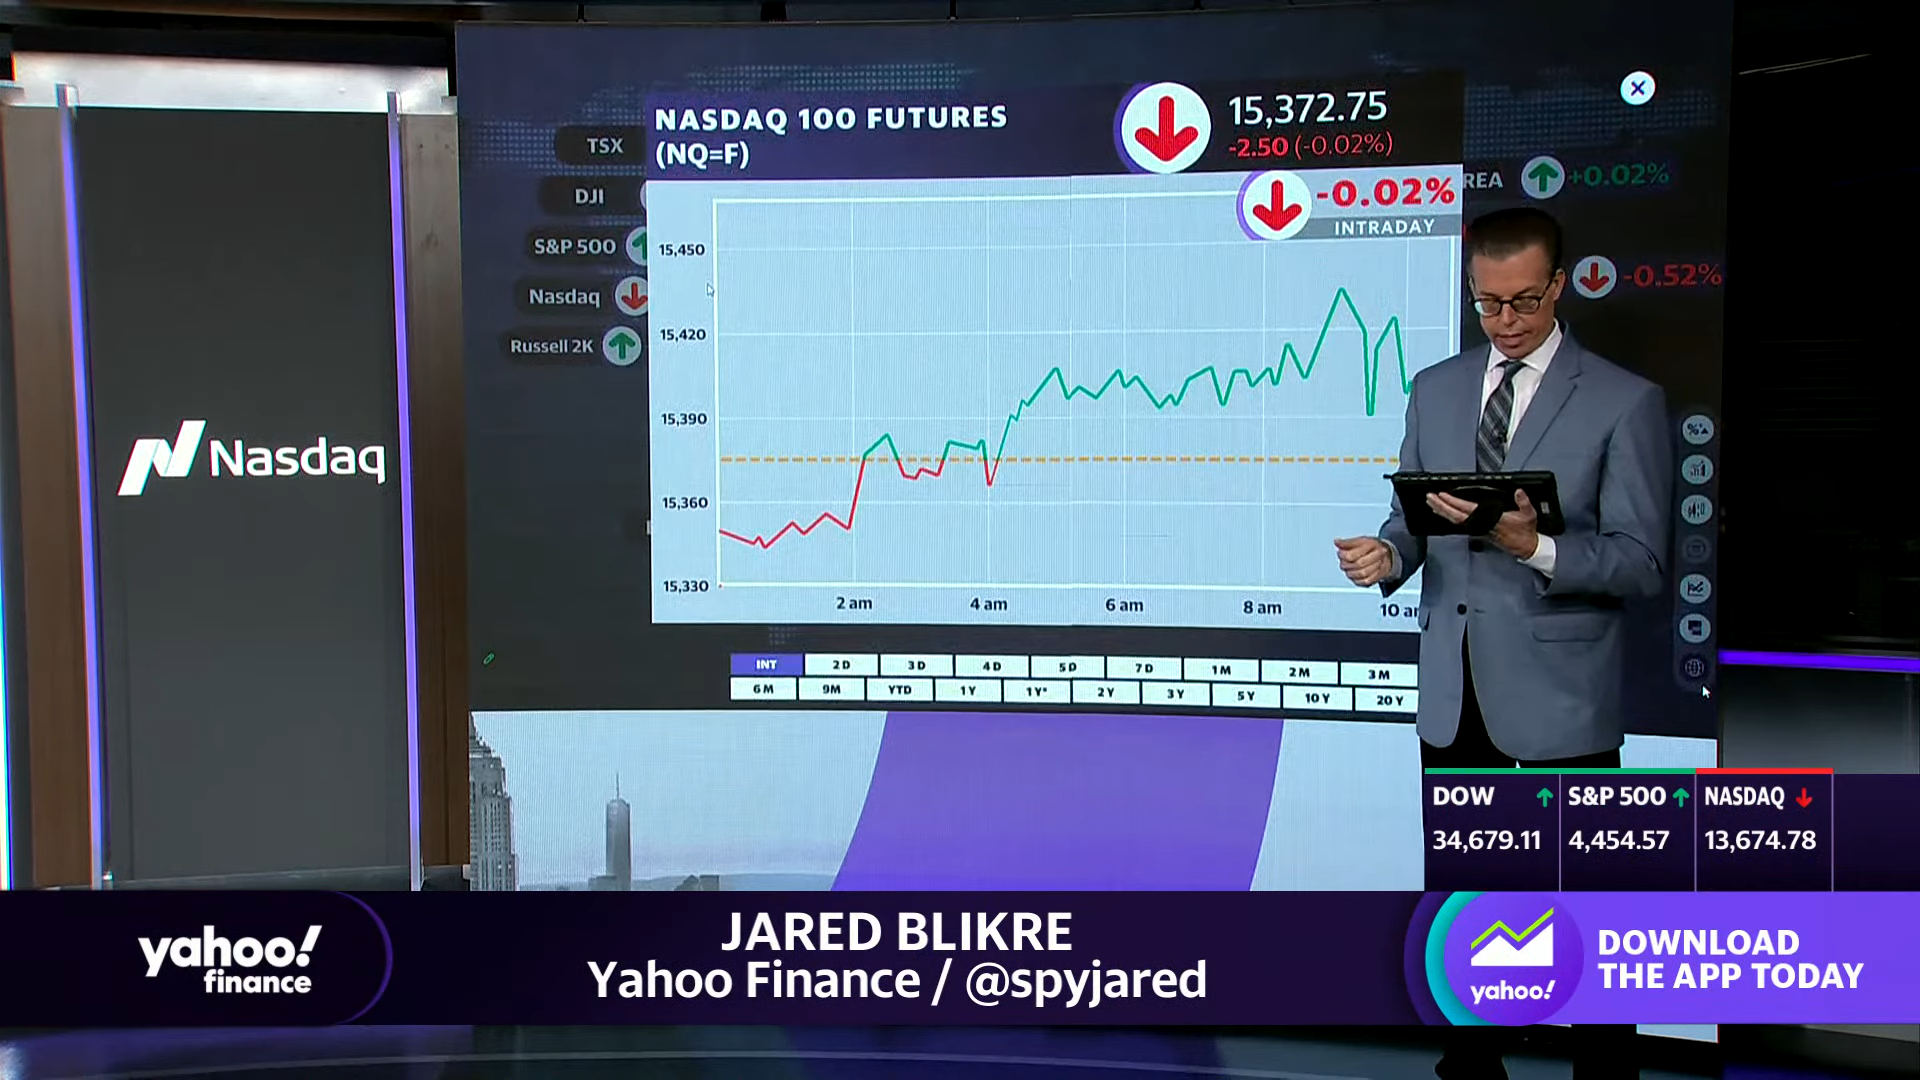 NASDAQ 100 FUTURES
(NQ=F)
15,372.75
-2.50 (-0.02%)
-0.02%
INTRADAY
TSX
DJI
S&P 500
Nasdaq
Russell 2K
REA
+0.02%
-0.52%
15,450
15,420
15,390
15,360
15,330
2 am
4 am
6 am
8 am
10 am
INT 2D 3D 4D 5D 7D 1M 2M 3M
6M 9M YTD 1Y 1Y* 2Y 3Y 5Y 10Y 20Y
Nasdaq
DOW
34,679.11
S&P 500
4,454.57
NASDAQ
13,674.78
yahoo!
finance
JARED BLIKRE
Yahoo Finance / @spyjared
yahoo!
DOWNLOAD
THE APP TODAY